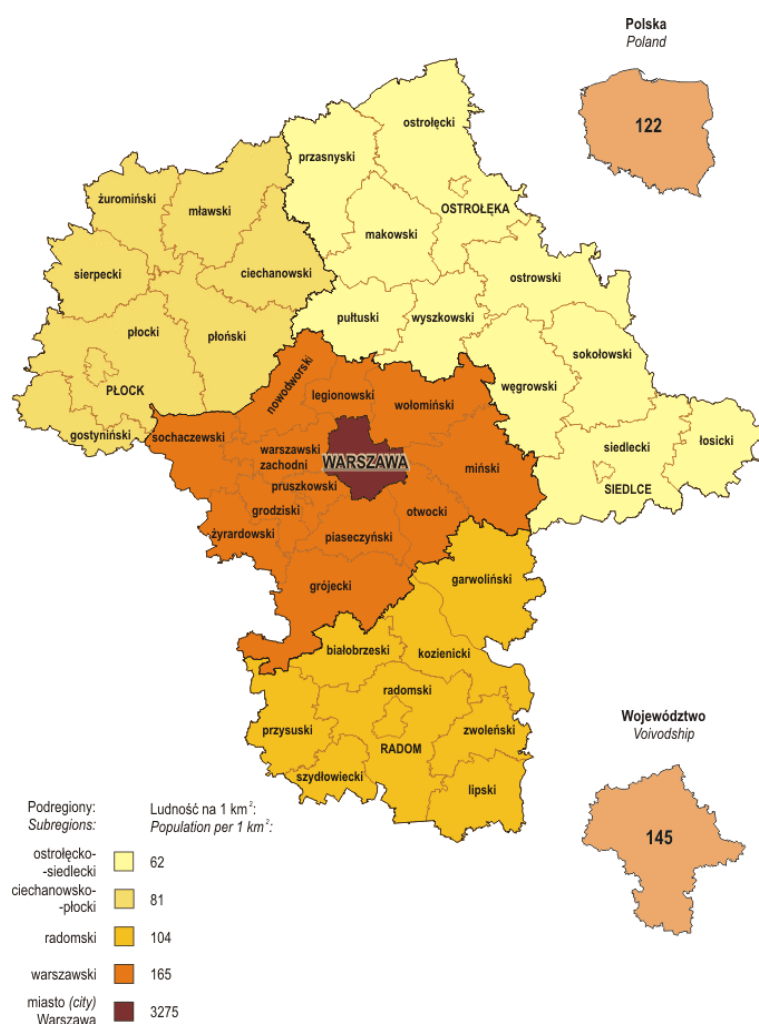 Polska
Poland
122
ostrołęcki
przasnyski
żuromiński
mławski
OSTROŁĘKA
makowski
sierpecki
ciechanowski
ostrowski
pułtuski
wyszkowski
płocki
płoński
sokołowski
nowodworski
węgrowski
PŁOCK
legionowski
wołomiński
gostyniński
sochaczewski
siedlecki
łosicki
warszawski
zachodni
WARSZAWA
miński
pruszkowski
SIEDLCE
grodziski
otwocki
żyrardowski
piaseczyński
garwoliński
grójecki
białobrzeski
kozienicki
radomski
przysuski
zwoleński
RADOM
szydłowiecki
lipski
Województwo
Voivodship
145
Podregiony:
Subregions:
Ludność na 1 km²:
Population per 1 km²:
ostrołęcko-
-siedlecki
62
ciechanowsko-
-płocki
81
radomski
104
warszawski
165
miasto (city)
Warszawa
3275